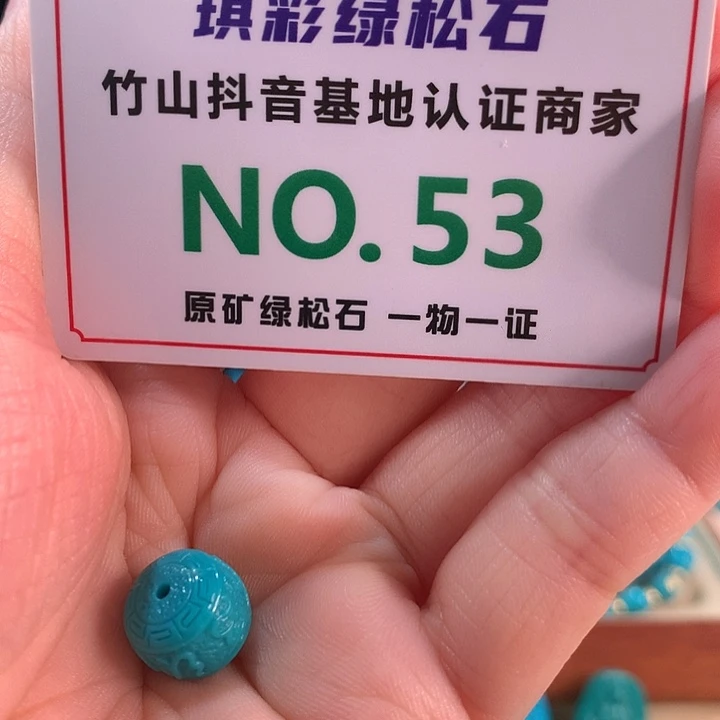 琪彩绿松石
竹山抖音基地认证商家
NO. 53
原矿绿松石 一物一证